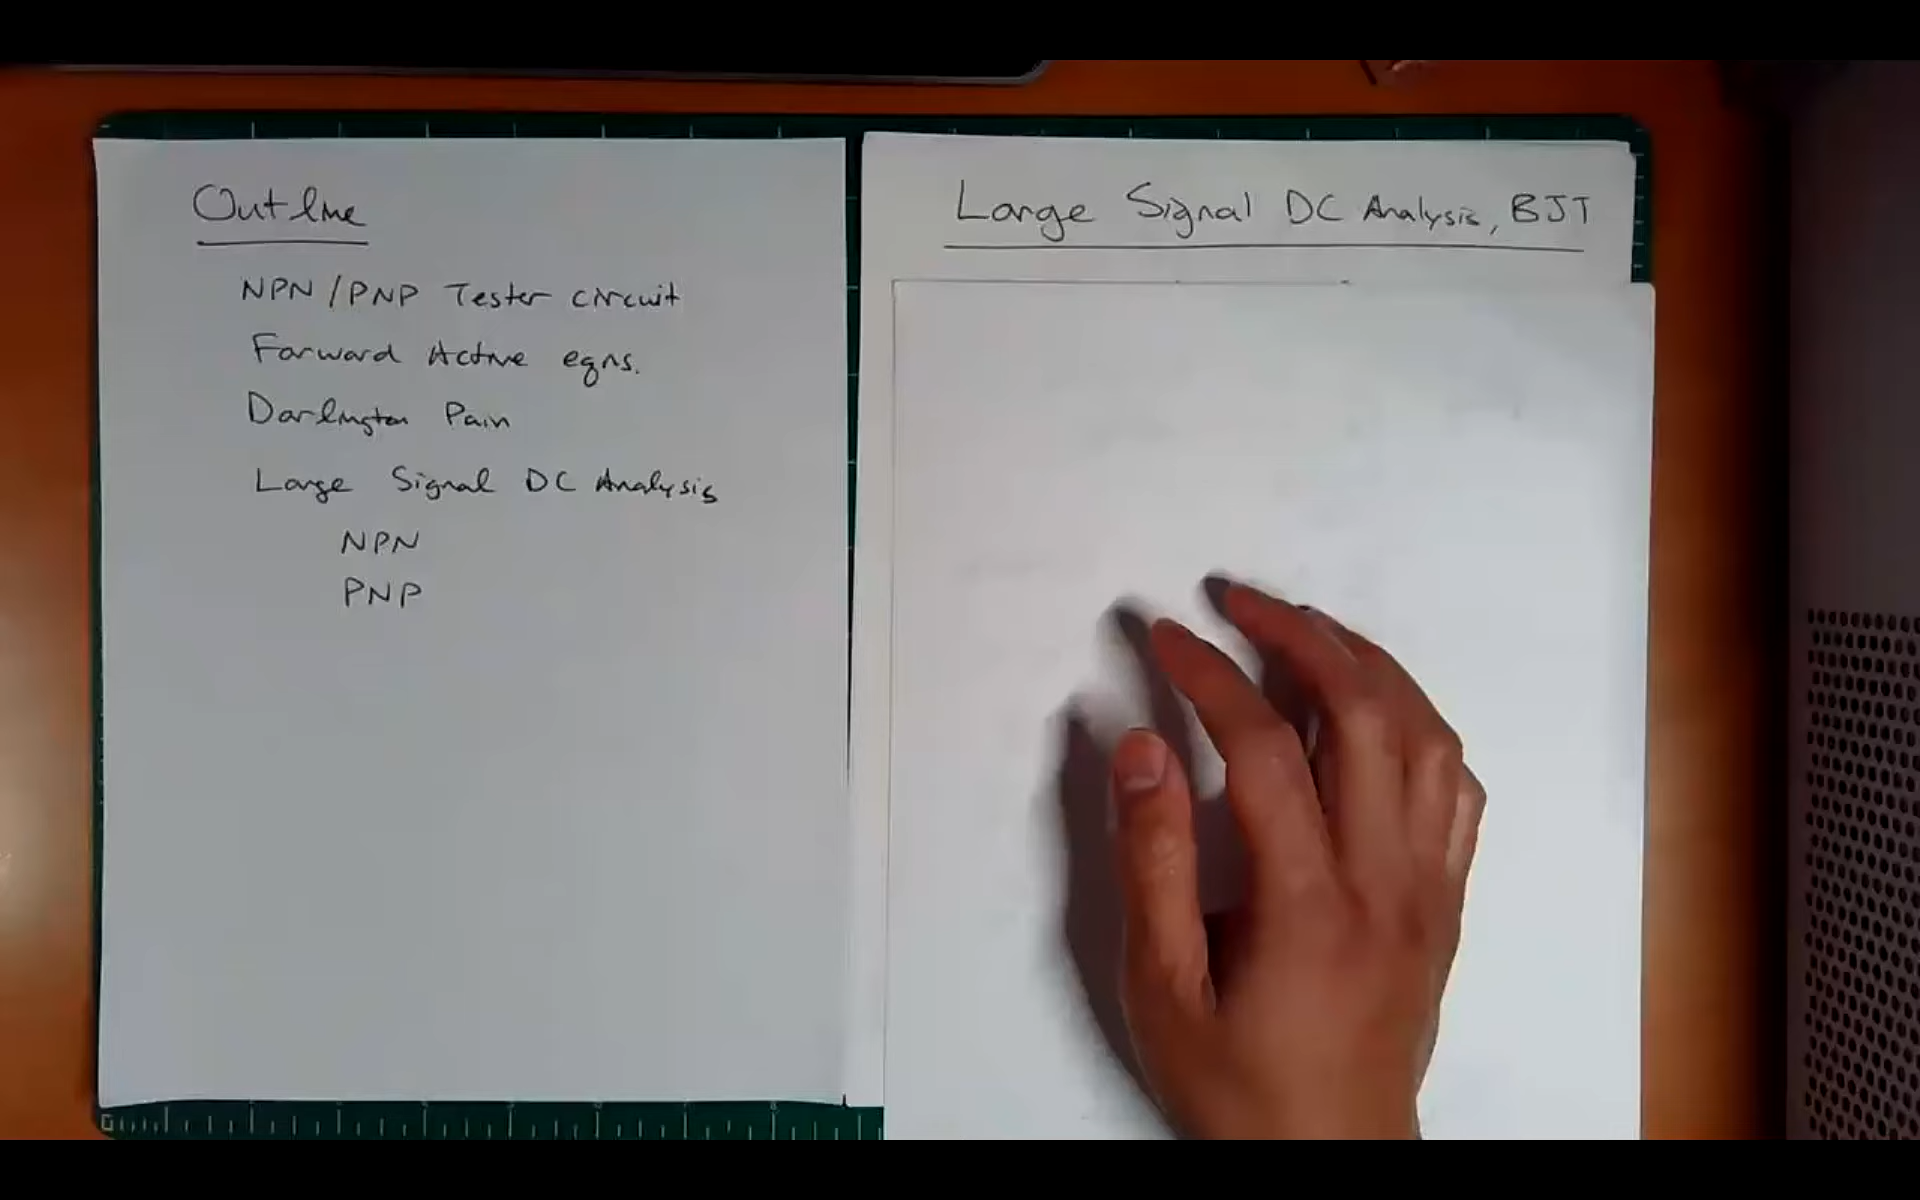 Outline
NPN/PNP Tester circuit
Forward Active eqns.
Darlington Pair
Large Signal DC Analysis
NPN
PNP
Large Signal DC Analysis, BJT